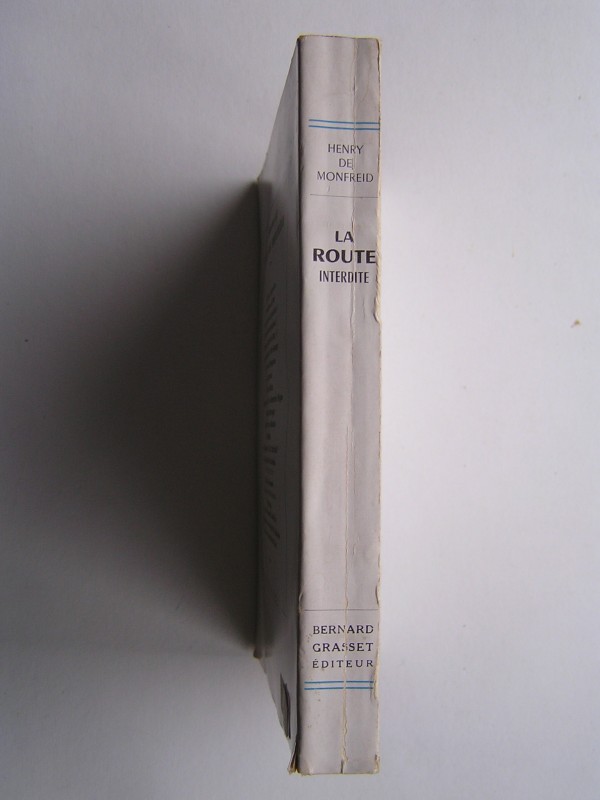 HENRY
DE
MONFREID
LA
ROUTE
INTERDITE
BERNARD
GRASSET
ÉDITEUR